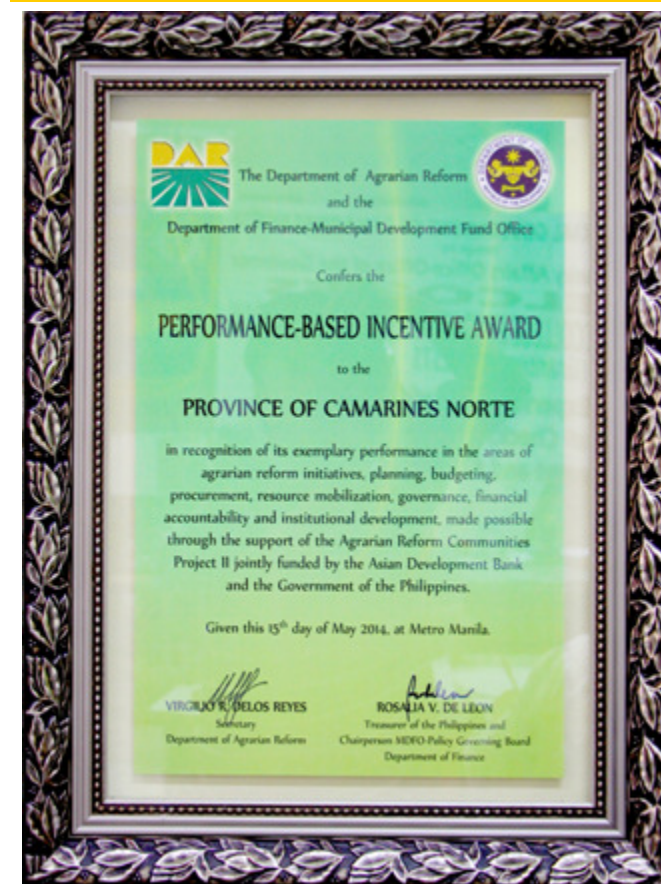 DAR
DEPARTMENT OF FINANCE
The Department of Agrarian Reform
and the
Department of Finance-Municipal Development Fund Office
Confers the
PERFORMANCE-BASED INCENTIVE AWARD
to the
PROVINCE OF CAMARINES NORTE
in recognition of its exemplary performance in the areas of
agrarian reform initiatives, planning, budgeting,
procurement, resource mobilization, governance, financial
accountability and institutional development, made possible
through the support of the Agrarian Reform Communities
Project II jointly funded by the Asian Development Bank
and the Government of the Philippines.
Given this 15th day of May 2014, at Metro Manila.
VIRGILIO R. DELOS REYES
Secretary
Department of Agrarian Reform
ROSALIA V. DE LEON
Treasurer of the Philippines and
Chairperson MDFO-Policy Governing Board
Department of Finance